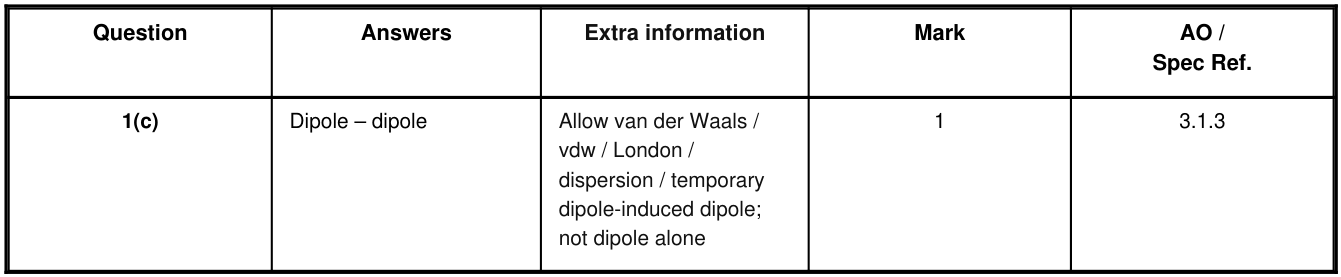 Question Answers Extra information Mark AO /
Spec Ref.
1(c) Dipole – dipole Allow van der Waals / 1 3.1.3
vdw / London /
dispersion / temporary
dipole-induced dipole;
not dipole alone